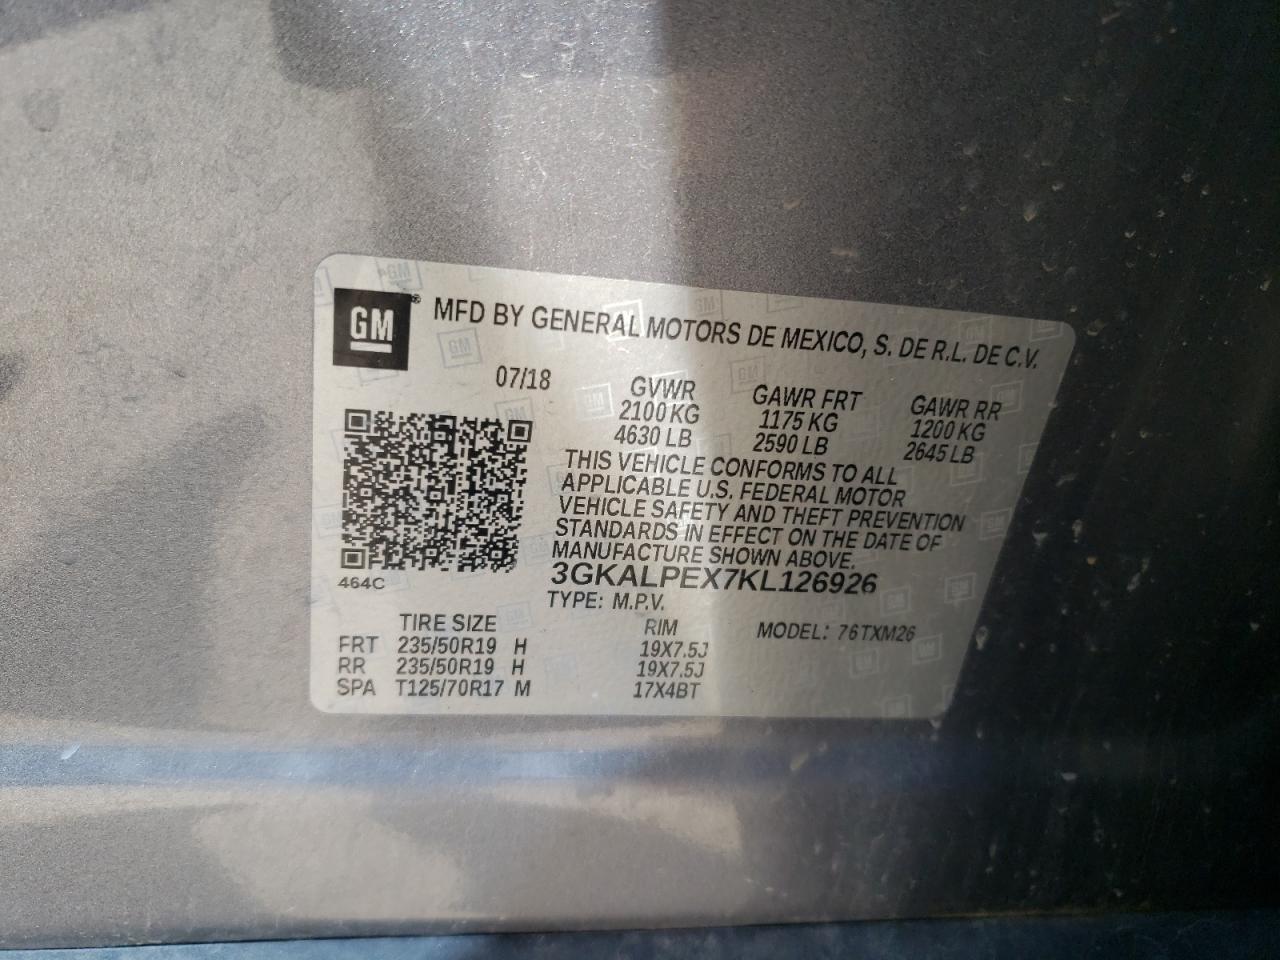 GM® MFD BY GENERAL MOTORS DE MEXICO, S. DE R.L. DE C.V.
07/18 GVWR GAWR FRT GAWR RR
2100 KG 1175 KG 1200 KG
4630 LB 2590 LB 2645 LB
THIS VEHICLE CONFORMS TO ALL
APPLICABLE U.S. FEDERAL MOTOR
VEHICLE SAFETY AND THEFT PREVENTION
STANDARDS IN EFFECT ON THE DATE OF
MANUFACTURE SHOWN ABOVE.
3GKALPEX7KL126926
464C
TYPE: M.P.V.
TIRE SIZE RIM MODEL: 76TXM26
FRT 235/50R19 H 19X7.5J
RR 235/50R19 H 19X7.5J
SPA T125/70R17 M 17X4BT